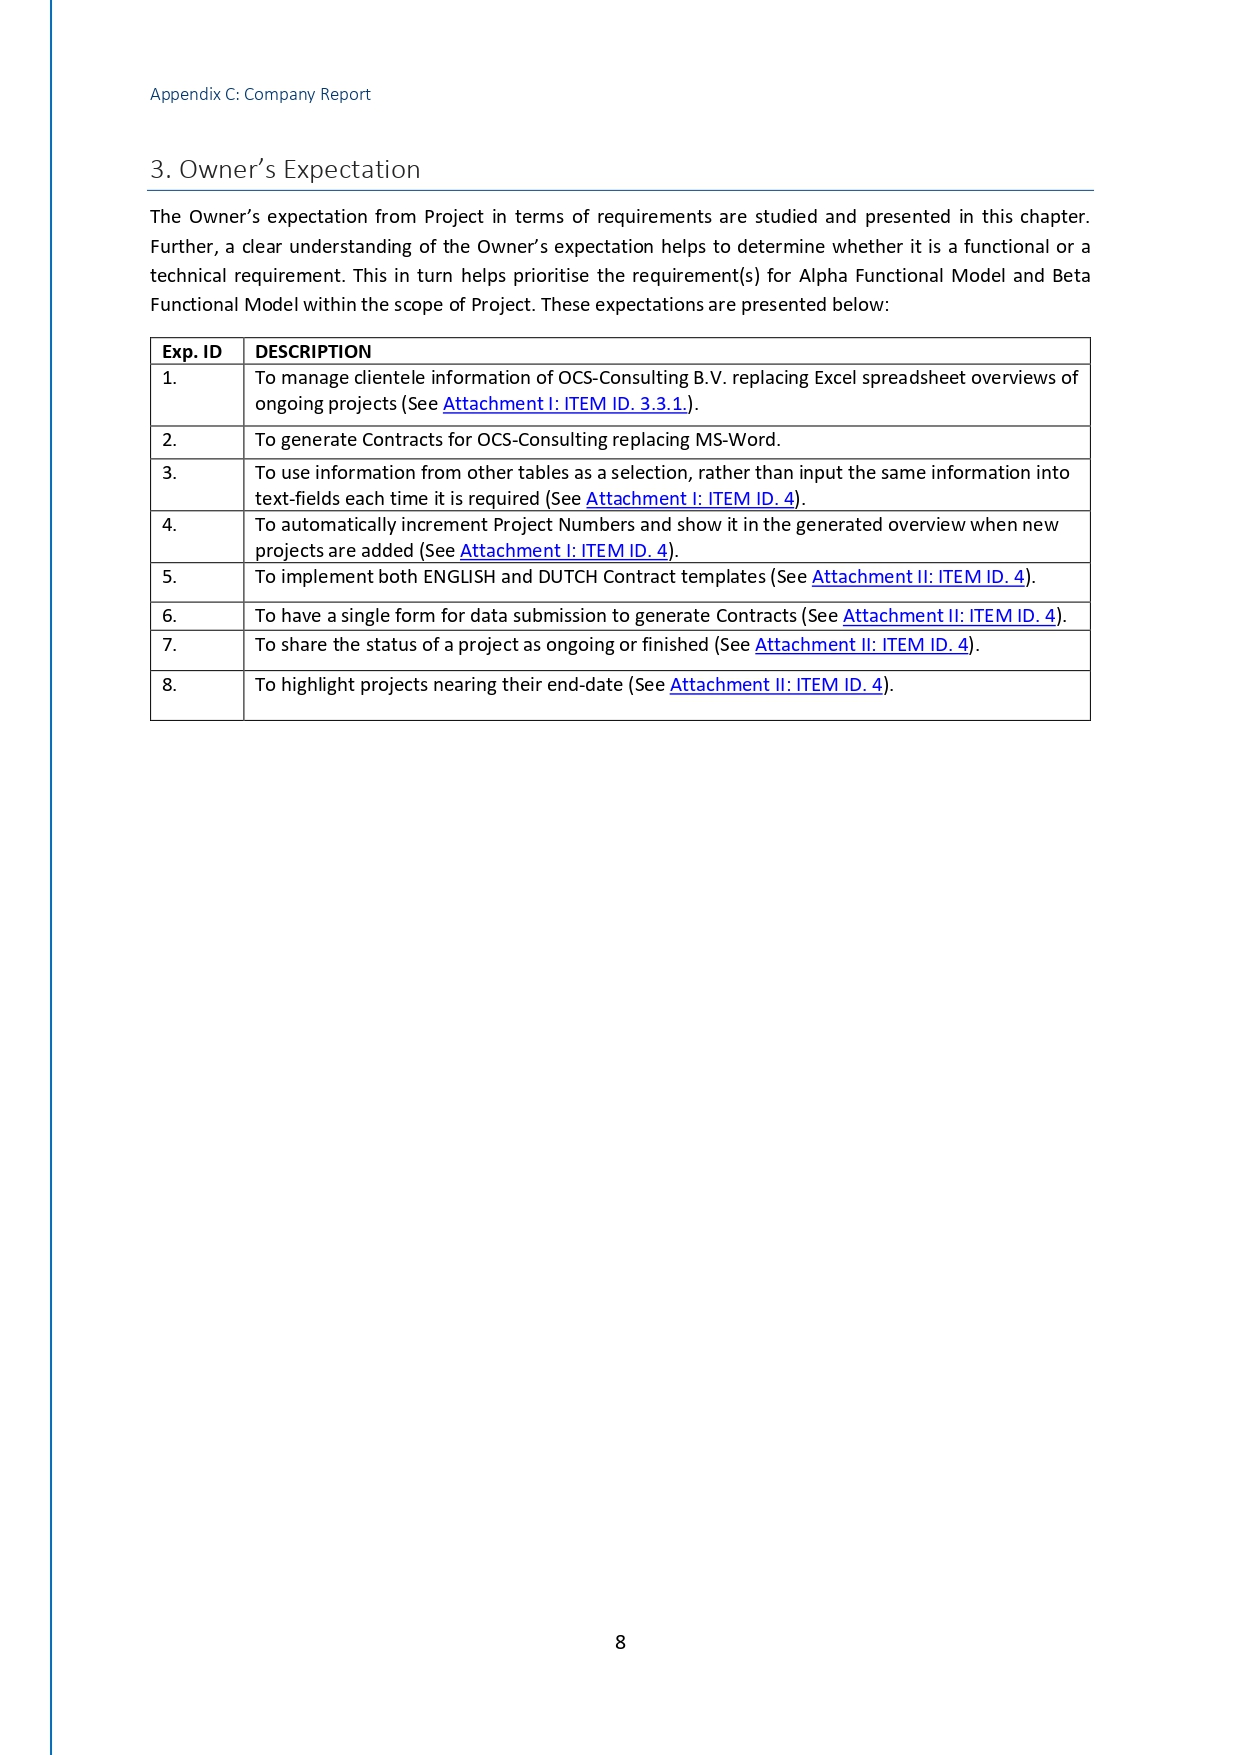 Appendix C: Company Report
3. Owner’s Expectation
The Owner’s expectation from Project in terms of requirements are studied and presented in this chapter.
Further, a clear understanding of the Owner’s expectation helps to determine whether it is a functional or a
technical requirement. This in turn helps prioritise the requirement(s) for Alpha Functional Model and Beta
Functional Model within the scope of Project. These expectations are presented below:
Exp. ID DESCRIPTION
1. To manage clientele information of OCS-Consulting B.V. replacing Excel spreadsheet overviews of
ongoing projects (See Attachment I: ITEM ID. 3.3.1.).
2. To generate Contracts for OCS-Consulting replacing MS-Word.
3. To use information from other tables as a selection, rather than input the same information into
text-fields each time it is required (See Attachment I: ITEM ID. 4).
4. To automatically increment Project Numbers and show it in the generated overview when new
projects are added (See Attachment I: ITEM ID. 4).
5. To implement both ENGLISH and DUTCH Contract templates (See Attachment II: ITEM ID. 4).
6. To have a single form for data submission to generate Contracts (See Attachment II: ITEM ID. 4).
7. To share the status of a project as ongoing or finished (See Attachment II: ITEM ID. 4).
8. To highlight projects nearing their end-date (See Attachment II: ITEM ID. 4).
8